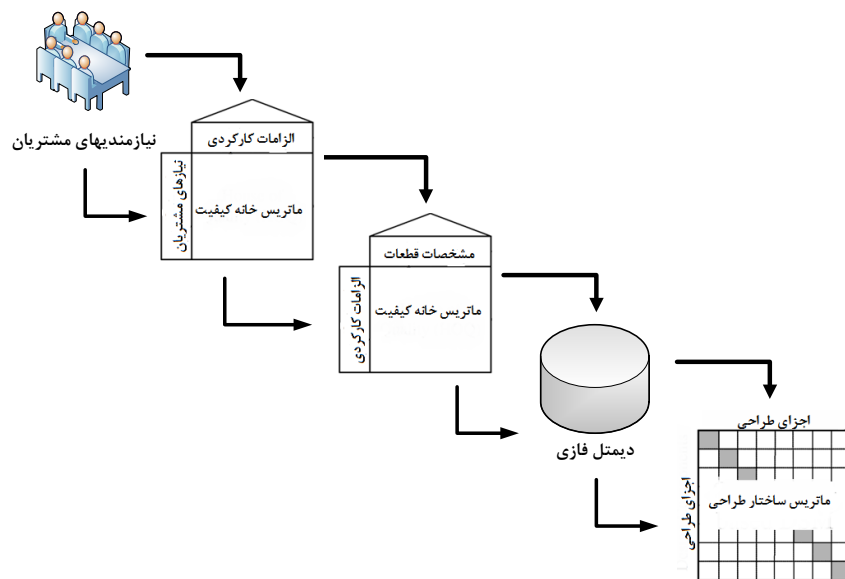 نیازمندیهای مشتریان
الزامات کارکردی
نیازهای مشتریان
ماتریس خانه کیفیت
مشخصات قطعات
الزامات کارکردی
ماتریس خانه کیفیت
دیمتل فازی
اجزای طراحی
اجزای طراحی
ماتریس ساختار طراحی